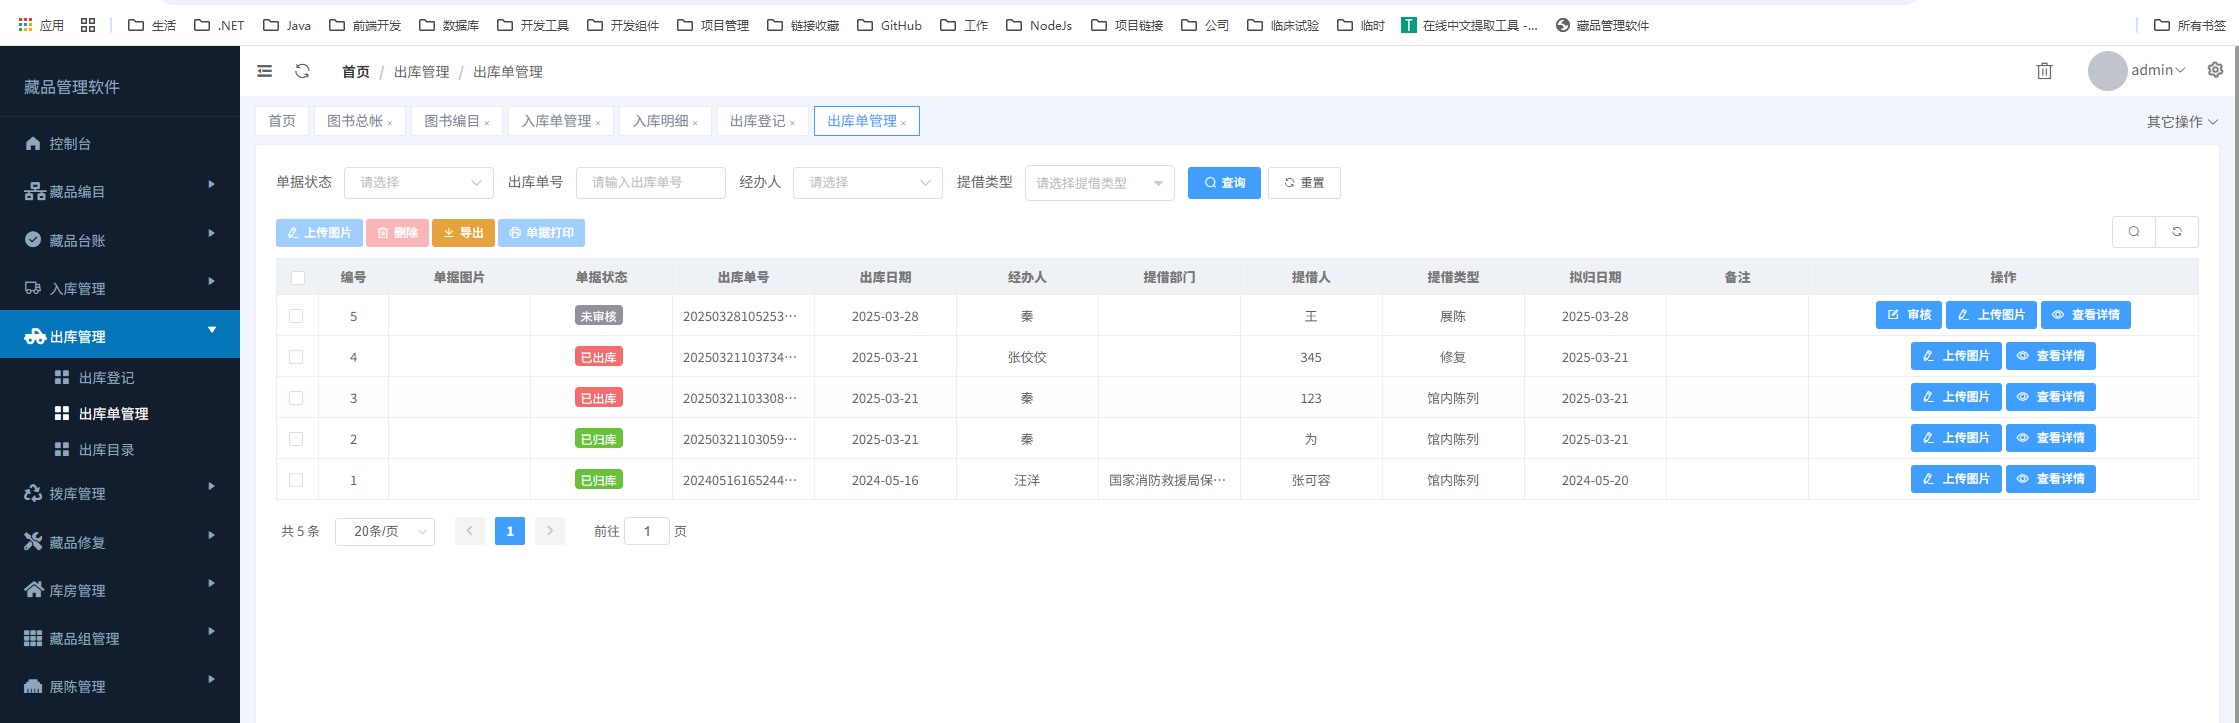 应用 生活 .NET Java 前端开发 数据库 开发工具 开发组件 项目管理 链接收藏 GitHub 工作 NodeJs 项目链接 公司 临床试验 临时 T 在线中文提取工具 -... 藏品管理软件 所有书签
藏品管理软件
控制台
藏品编目
藏品台账
入库管理
出库管理
出库登记
出库单管理
出库目录
拨库管理
藏品修复
库房管理
藏品组管理
展陈管理
首页 / 出库管理 / 出库单管理
admin
首页 图书总帐 × 图书编目 × 入库单管理 × 入库明细 × 出库登记 × 出库单管理 × 其它操作
单据状态 请选择 出库单号 请输入出库单号 经办人 请选择 提借类型 请选择提借类型 查询 重置
上传图片 删除 导出 单据打印
编号 单据图片 单据状态 出库单号 出库日期 经办人 提借部门 提借人 提借类型 拟归日期 备注 操作
5 未审核 20250328105253··· 2025-03-28 秦 王 展陈 2025-03-28 审核 上传图片 查看详情
4 已出库 20250321103734··· 2025-03-21 张佼佼 345 修复 2025-03-21 上传图片 查看详情
3 已出库 20250321103308··· 2025-03-21 秦 123 馆内陈列 2025-03-21 上传图片 查看详情
2 已归库 20250321103059··· 2025-03-21 秦 为 馆内陈列 2025-03-21 上传图片 查看详情
1 已归库 20240516165244··· 2024-05-16 汪洋 国家消防救援局保··· 张可容 馆内陈列 2024-05-20 上传图片 查看详情
共 5 条 20条/页 1 前往 1 页